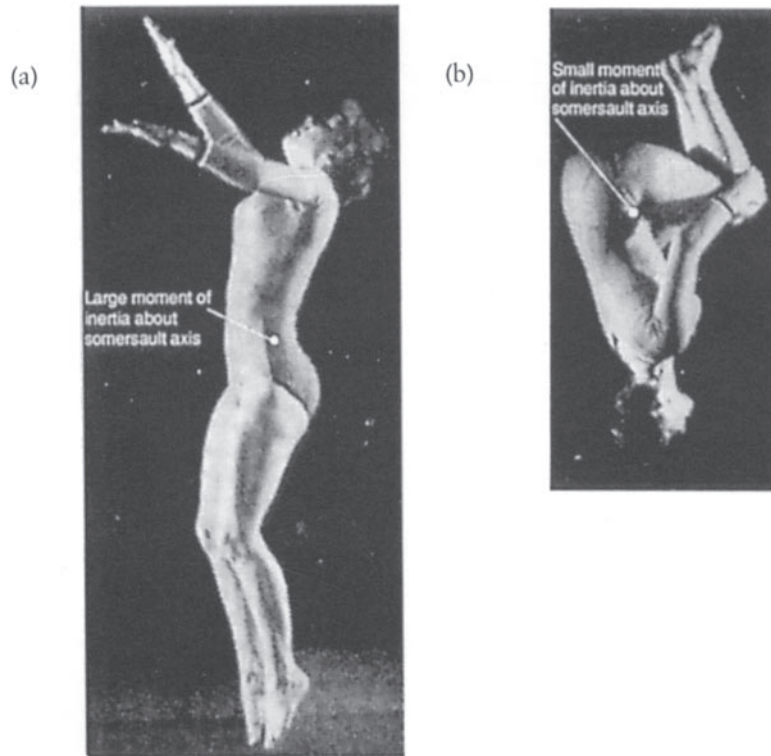 (a)
Large moment of
inertia about
somersault axis
(b)
Small moment
of inertia about
somersault axis